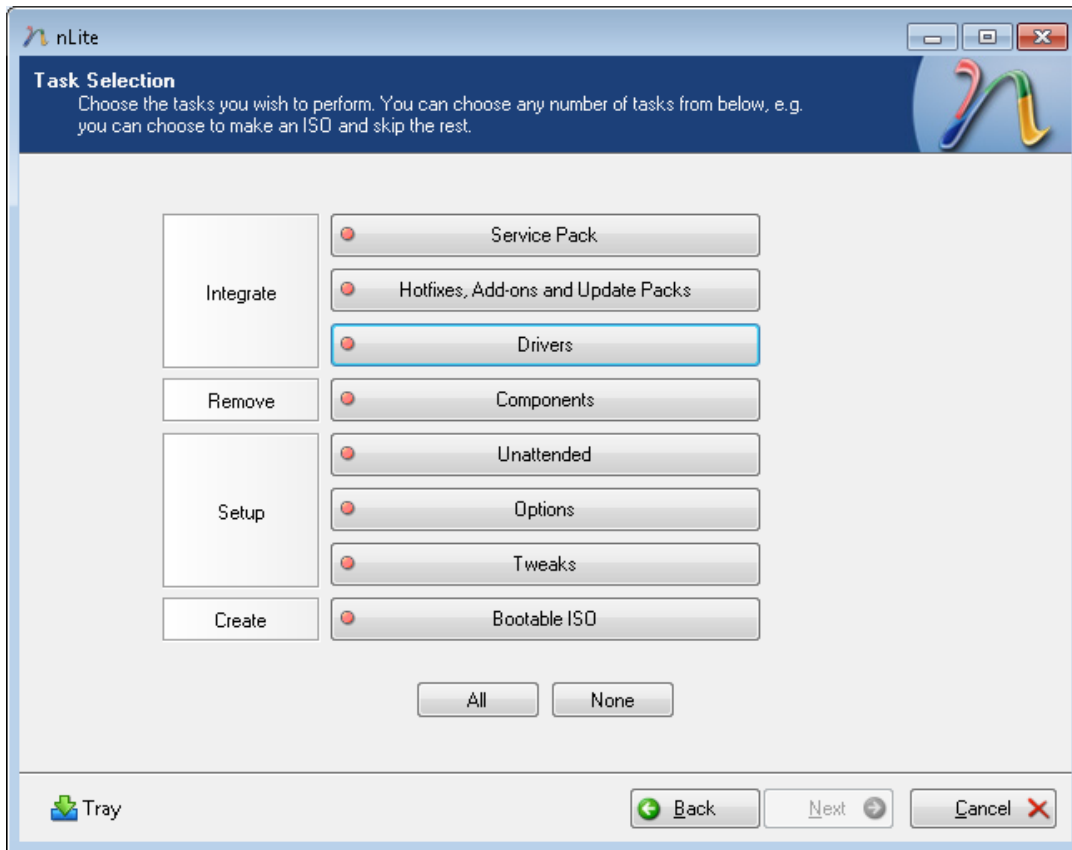 nLite
Task Selection
Choose the tasks you wish to perform. You can choose any number of tasks from below, e.g.
you can choose to make an ISO and skip the rest.
Integrate
Service Pack
Hotfixes, Add-ons and Update Packs
Drivers
Remove
Components
Setup
Unattended
Options
Tweaks
Create
Bootable ISO
All
None
Tray
Back
Next
Cancel